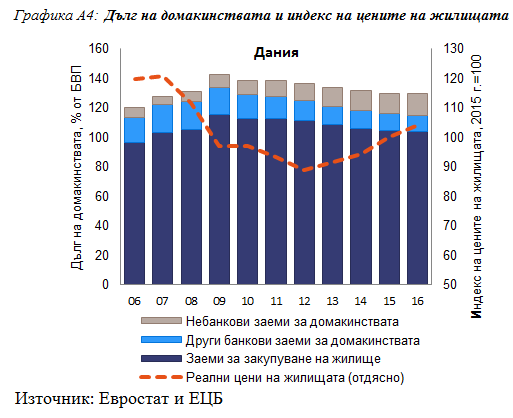 Графика А4: Дълг на домакинствата и индекс на цените на жилищата
Дания
Дълг на домакинствата, % от БВП
Индекс на цените на жилищата, 2015 г.=100
160
140
120
100
80
60
40
20
0
130
120
110
100
90
80
70
60
50
06 07 08 09 10 11 12 13 14 15 16
Небанкови заеми за домакинствата
Други банкови заеми за домакинствата
Заеми за закупуване на жилище
Реални цени на жилищата (отдясно)
Източник: Евростат и ЕЦБ